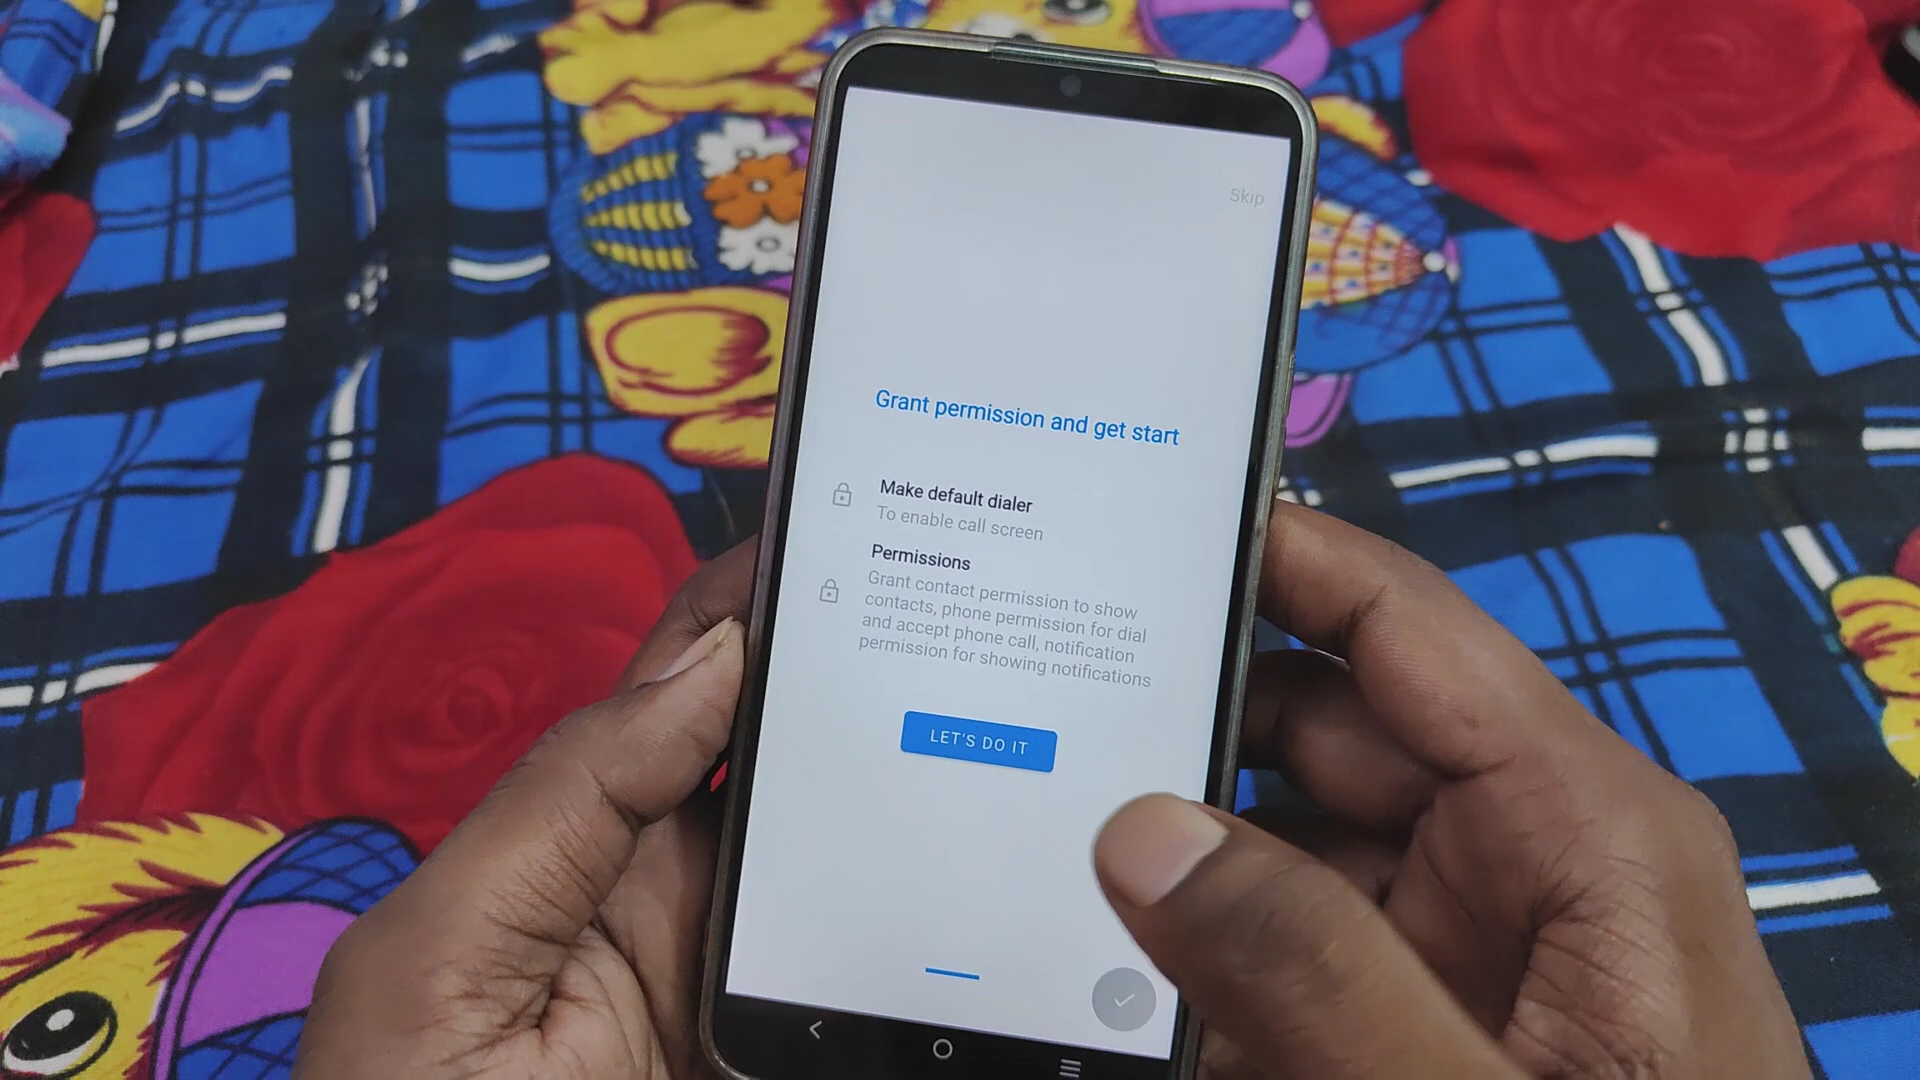 Skip
Grant permission and get start
Make default dialer
To enable call screen
Permissions
Grant contact permission to show
contacts, phone permission for dial
and accept phone call, notification
permission for showing notifications
LET'S DO IT